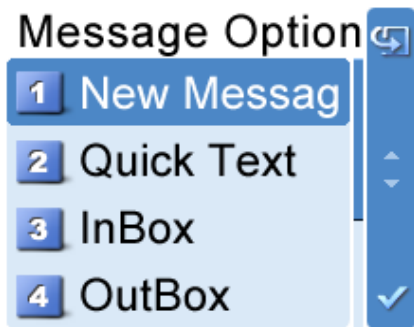 Message Option
1 New Messag
2 Quick Text
3 InBox
4 OutBox